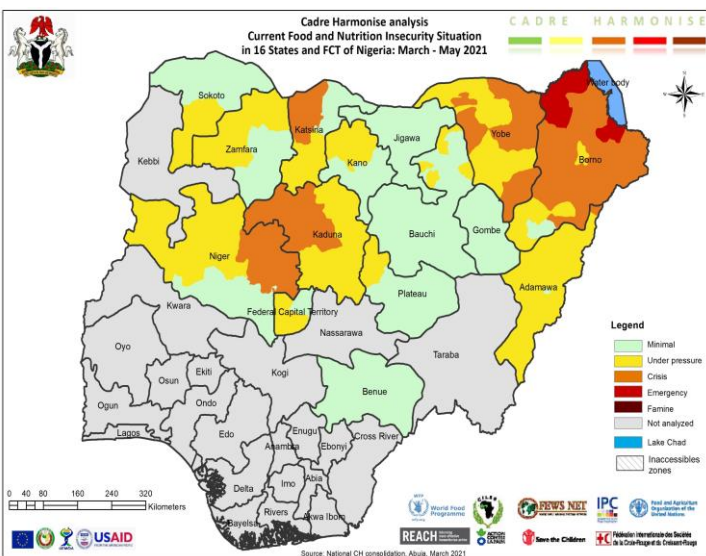 Cadre Harmonise analysis
Current Food and Nutrition Insecurity Situation
in 16 States and FCT of Nigeria: March - May 2021
CADRE HARMONISE
Water body
Sokoto
Katsina
Yobe
Zamfara
Jigawa
Kebbi
Kano
Borno
Kaduna
Bauchi
Gombe
Niger
Adamawa
Plateau
Federal Capital Territory
Kwara
Nassarawa
Oyo
Taraba
Kogi
Ekiti
Osun
Benue
Ondo
Ogun
Edo
Enugu
Lagos
Anambra
Ebonyi
Cross River
Delta
Imo
Abia
Bayelsa
Rivers
Akwa Ibom
Legend
Minimal
Under pressure
Crisis
Emergency
Famine
Not analyzed
Lake Chad
Inaccessibles
zones
0 40 80 160 240 320
Kilometers
USAID
WFP
World Food
Programme
CILSS
FEWS NET
IPC
Food and Agriculture
Organization of the
United Nations
REACH
Save the Children
Fédération internationale des Sociétés
de la Croix-Rouge et du Croissant-Rouge
Source: National CH consolidation, Abuja, March 2021